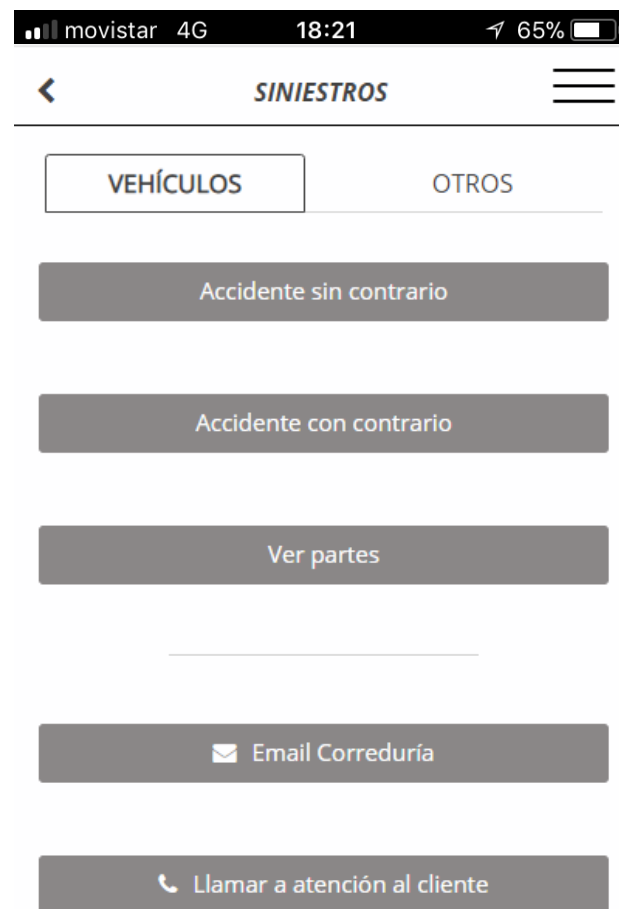 movistar 4G 18:21 65%
SINIESTROS
VEHÍCULOS OTROS
Accidente sin contrario
Accidente con contrario
Ver partes
Email Correduría
Llamar a atención al cliente